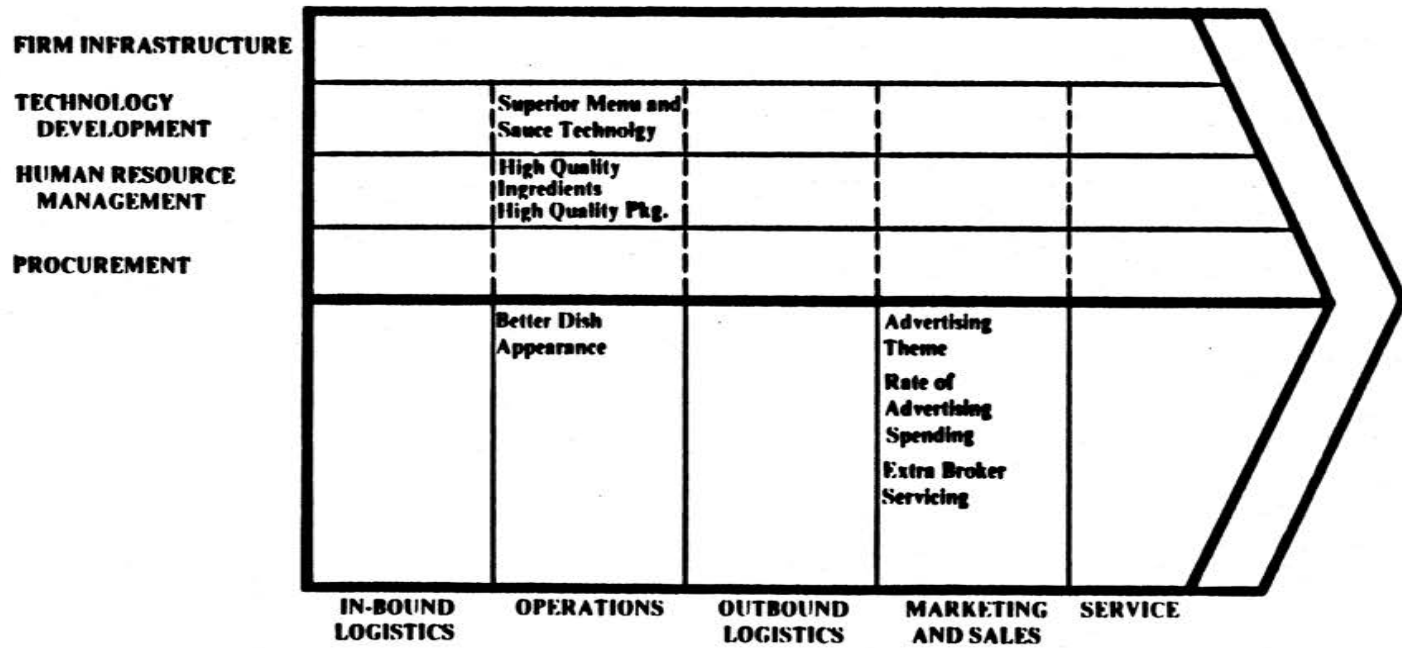 FIRM INFRASTRUCTURE
TECHNOLOGY
DEVELOPMENT
Superior Menu and
Sauce Technolgy
HUMAN RESOURCE
MANAGEMENT
High Quality
Ingredients
High Quality Pkg.
PROCUREMENT
Better Dish
Appearance
Advertising
Theme
Rate of
Advertising
Spending
Extra Broker
Servicing
IN-BOUND
LOGISTICS
OPERATIONS
OUTBOUND
LOGISTICS
MARKETING
AND SALES
SERVICE